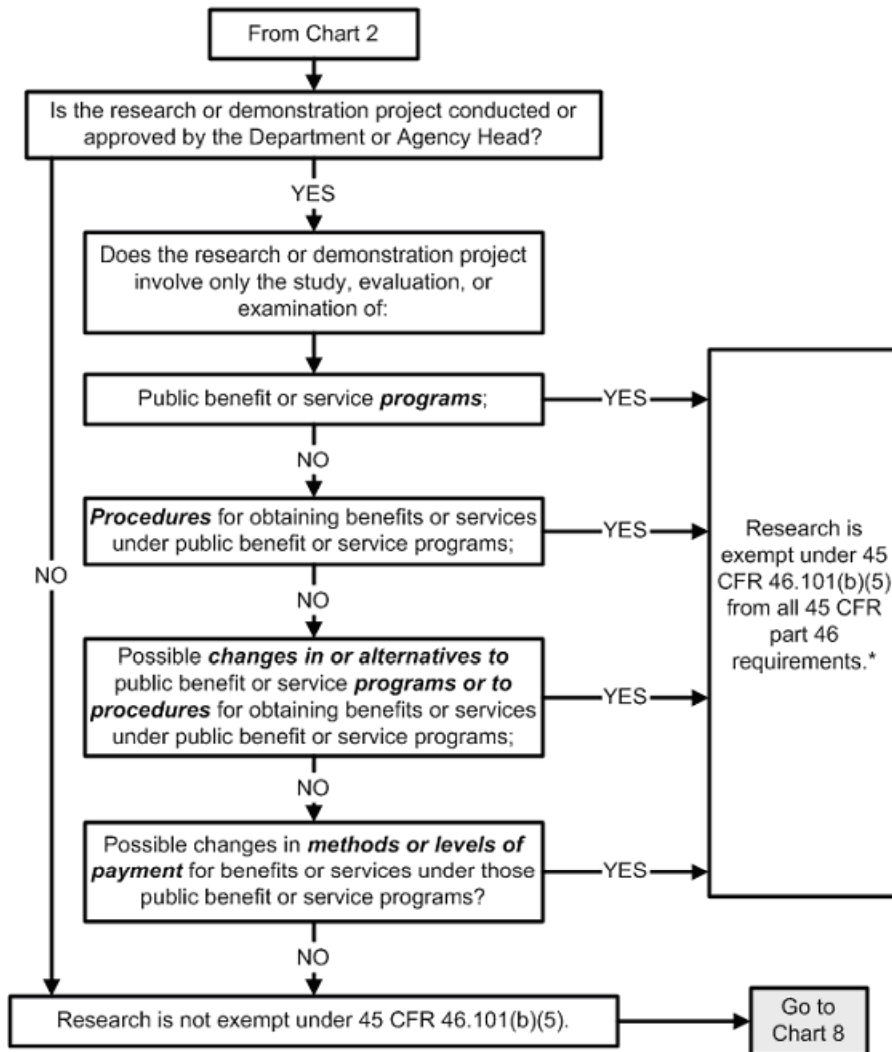 From Chart 2
Is the research or demonstration project conducted or
approved by the Department or Agency Head?
YES
Does the research or demonstration project
involve only the study, evaluation, or
examination of:
Public benefit or service programs;
YES
NO
Procedures for obtaining benefits or services
under public benefit or service programs;
YES
NO
NO
Possible changes in or alternatives to
public benefit or service programs or to
procedures for obtaining benefits or services
under public benefit or service programs;
YES
NO
Possible changes in methods or levels of
payment for benefits or services under those
public benefit or service programs?
YES
NO
Research is
exempt under 45
CFR 46.101(b)(5)
from all 45 CFR
part 46
requirements.*
Research is not exempt under 45 CFR 46.101(b)(5).
Go to
Chart 8